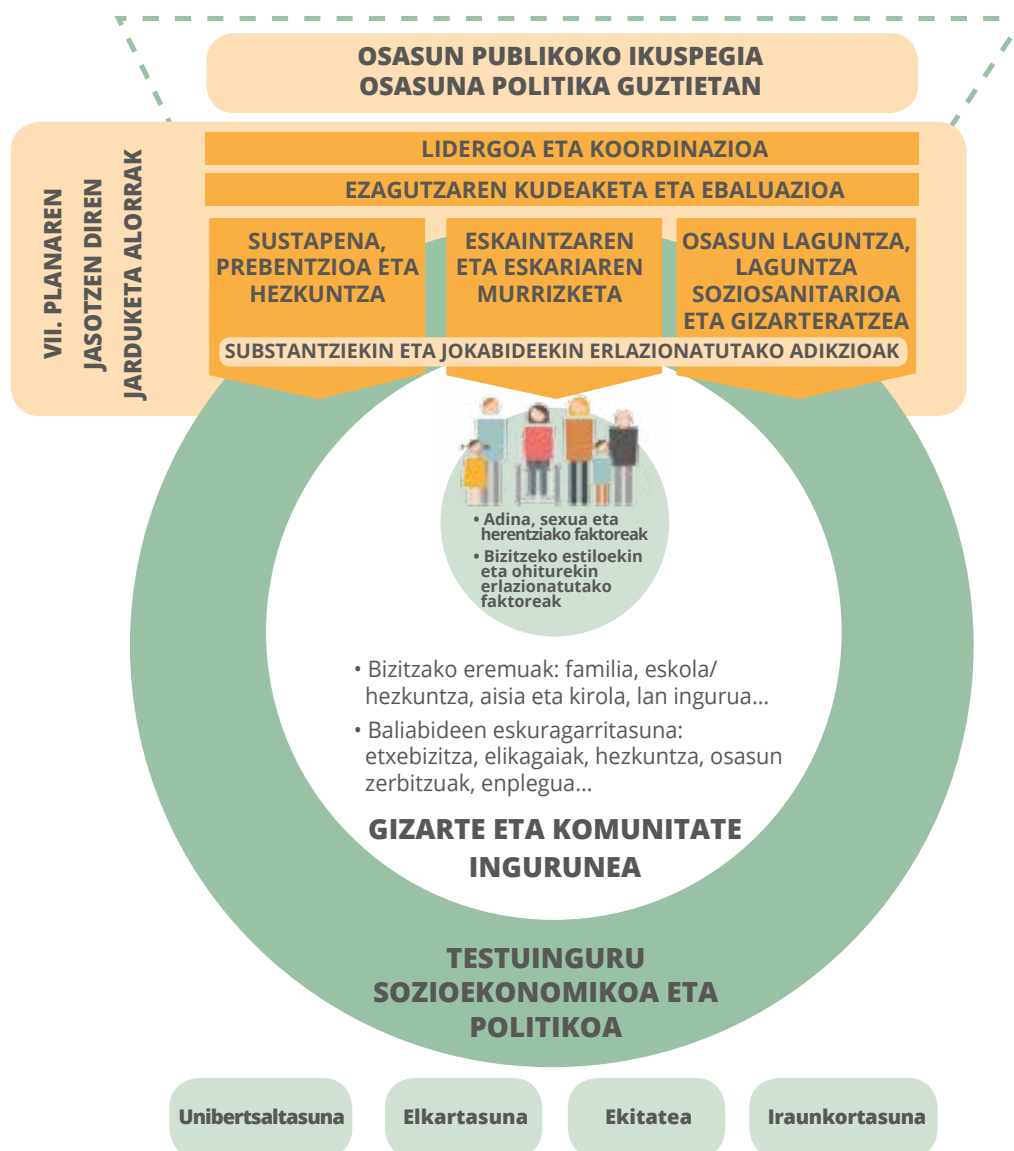 OSASUN PUBLIKOKO IKUSPEGIA
OSASUNA POLITIKA GUZTIETAN
VII. PLANAREN
JASOTZEN DIREN
JARDUKETA ALORRAK
LIDERGOA ETA KOORDINAZIOA
EZAGUTZAREN KUDEAKETA ETA EBALUAZIOA
SUSTAPENA,
PREBENTZIOA ETA
HEZKUNTZA
ESKAINTZAREN
ETA ESKARIAREN
MURRIZKETA
OSASUN LAGUNTZA,
LAGUNTZA
SOZIOSANITARIOA
ETA GIZARTERATZEA
SUBSTANTZIEKIN ETA JOKABIDEEKIN ERLAZIONATUTAKO ADIKZIOAK
• Adina, sexua eta
herentziako faktoreak
• Bizitzeko estiloekin
eta ohiturekin
erlazionatutako
faktoreak
• Bizitzako eremuak: familia, eskola/
hezkuntza, aisia eta kirola, lan ingurua...
• Baliabideen eskuragarritasuna:
etxebizitza, elikagaiak, hezkuntza, osasun
zerbitzuak, enplegua...
GIZARTE ETA KOMUNITATE
INGURUNEA
TESTUINGURU
SOZIOEKONOMIKOA ETA
POLITIKOA
Unibertsaltasuna
Elkartasuna
Ekitatea
Iraunkortasuna